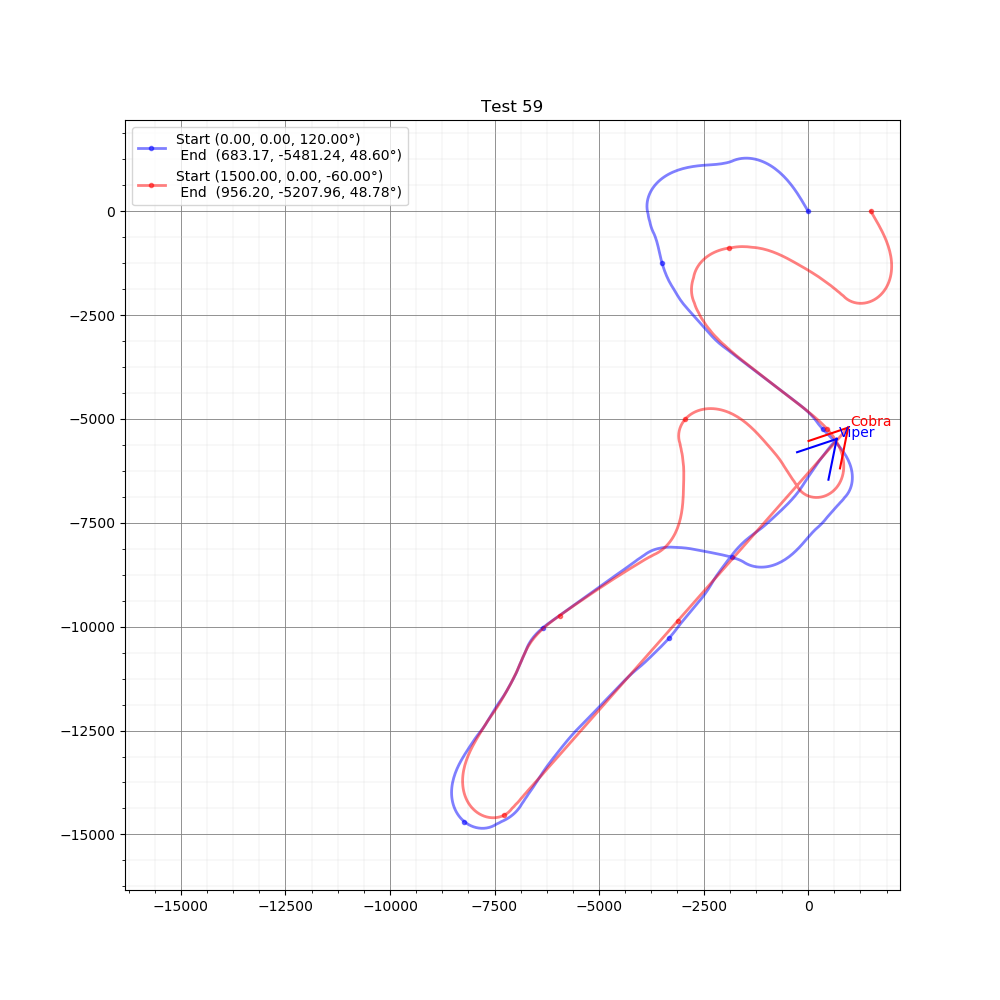 Test 59
Start (0.00, 0.00, 120.00°)
End (683.17, -5481.24, 48.60°)
Start (1500.00, 0.00, -60.00°)
End (956.20, -5207.96, 48.78°)
0
−2500
−5000
Cobra
Viper
−7500
−10000
−12500
−15000
−15000 −12500 −10000 −7500 −5000 −2500 0